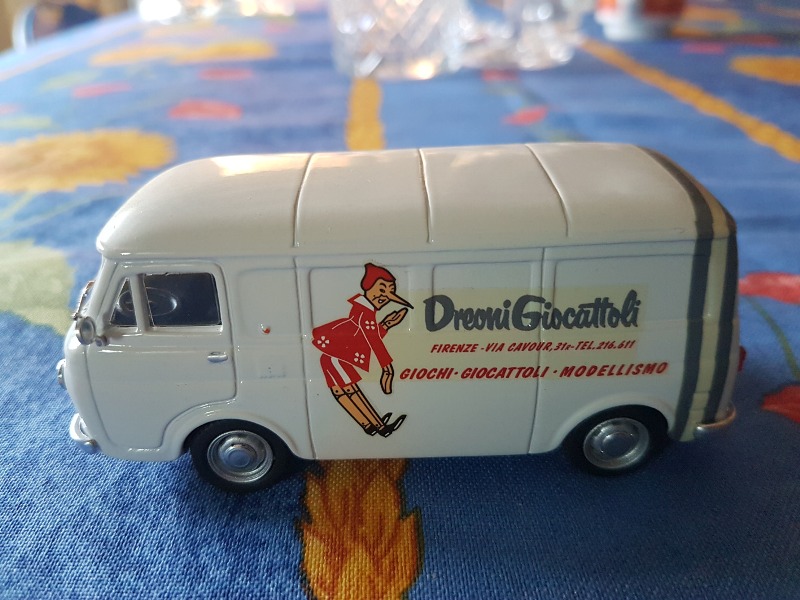 Dreoni Giocattoli
FIRENZE - VIA CAVOUR, 31r - TEL. 216.611
GIOCHI · GIOCATTOLI · MODELLISMO